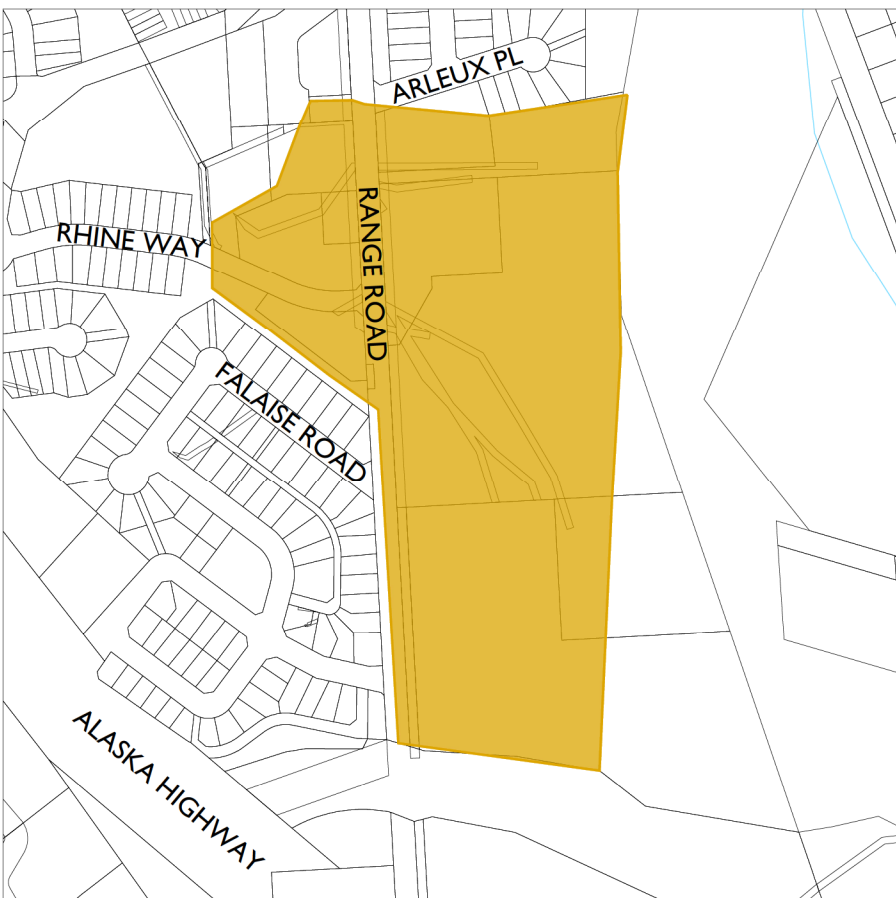 ARLEUX PL
RANGE ROAD
RHINE WAY
FALAISE ROAD
ALASKA HIGHWAY